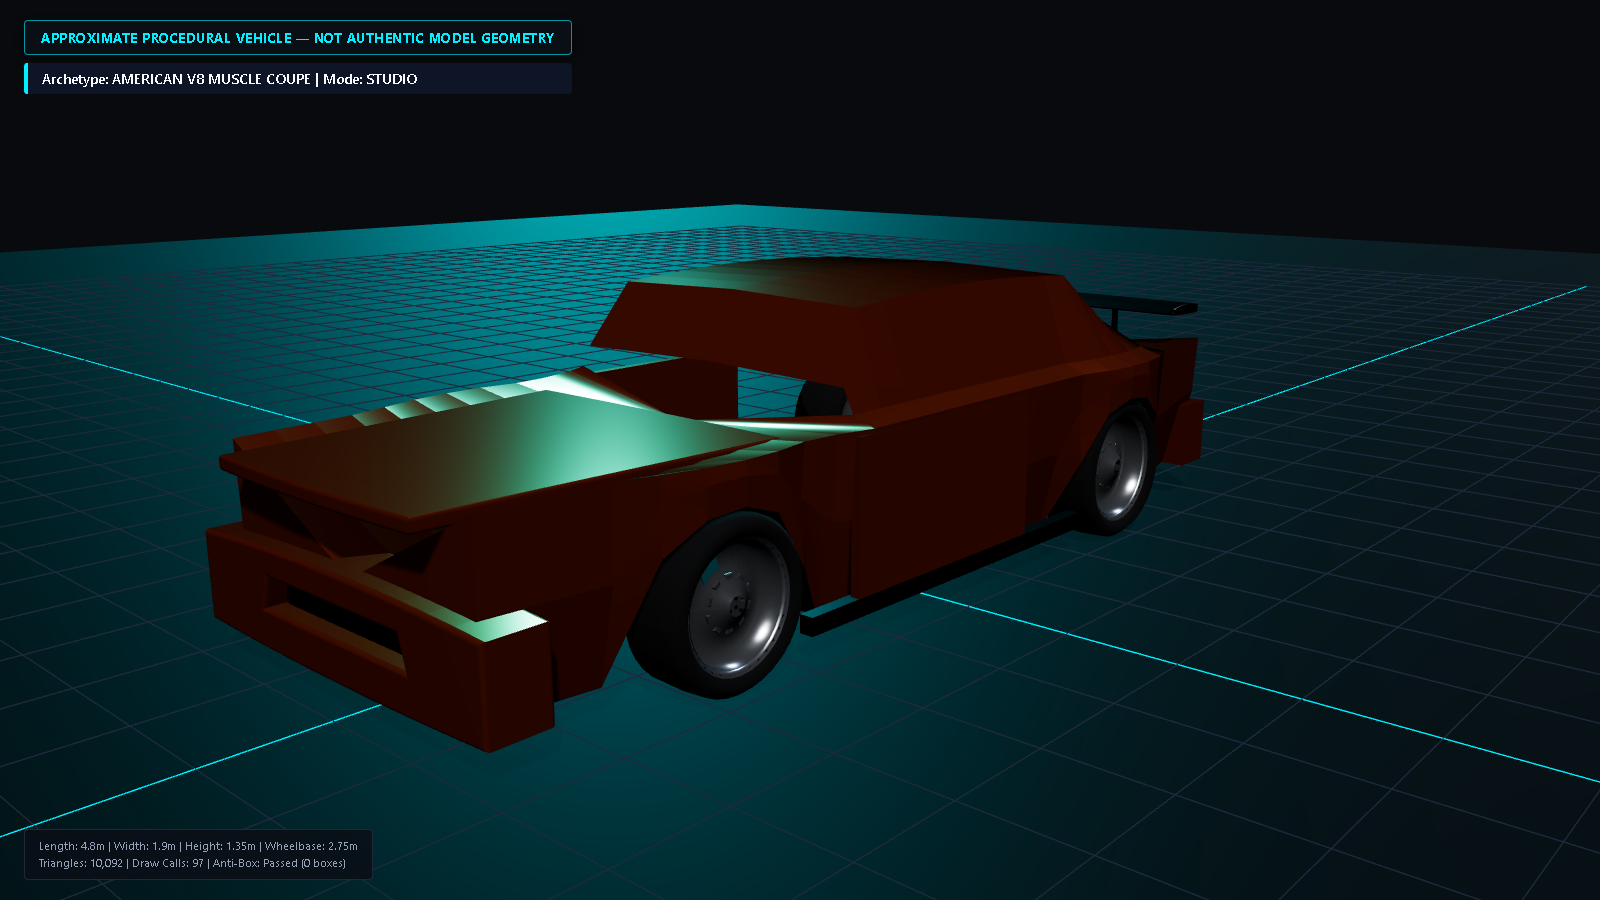 APPROXIMATE PROCEDURAL VEHICLE — NOT AUTHENTIC MODEL GEOMETRY
Archetype: AMERICAN V8 MUSCLE COUPE | Mode: STUDIO
Length: 4.8m | Width: 1.9m | Height: 1.35m | Wheelbase: 2.75m
Triangles: 10,092 | Draw Calls: 97 | Anti-Box: Passed (0 boxes)